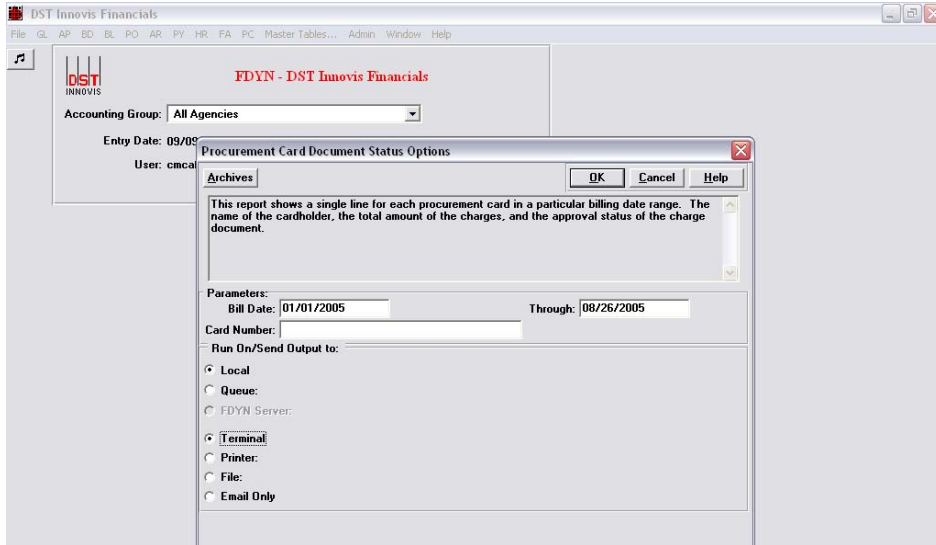 DST Innovis Financials
File GL AP BD BL PO AR PY HR FA PC Master Tables... Admin Window Help
DST
INNOVIS
FDYN - DST Innovis Financials
Accounting Group: All Agencies
Entry Date: 09/09
User: cmcal
Procurement Card Document Status Options
Archives OK Cancel Help
This report shows a single line for each procurement card in a particular billing date range. The
name of the cardholder, the total amount of the charges, and the approval status of the charge
document.
Parameters:
Bill Date: 01/01/2005 Through: 08/26/2005
Card Number:
Run On/Send Output to:
Local
Queue:
FDYN Server:
Terminal
Printer:
File:
Email Only